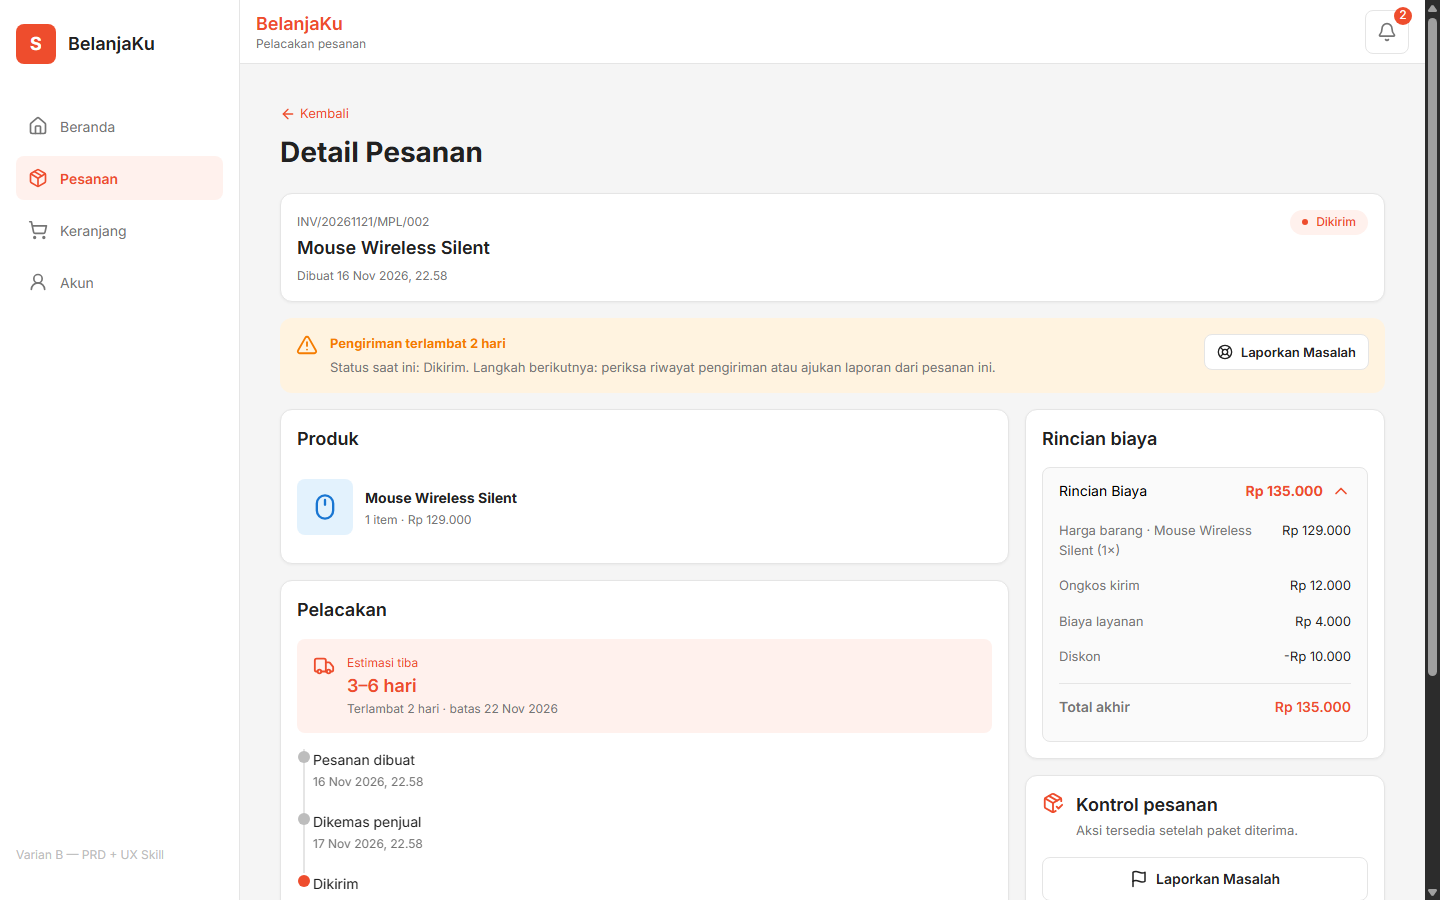 S
BelanjaKu
Beranda
Pesanan
Keranjang
Akun
Varian B — PRD + UX Skill
BelanjaKu
Pelacakan pesanan
2
Kembali
Detail Pesanan
INV/20261121/MPL/002
Mouse Wireless Silent
Dibuat 16 Nov 2026, 22.58
Dikirim
Pengiriman terlambat 2 hari
Status saat ini: Dikirim. Langkah berikutnya: periksa riwayat pengiriman atau ajukan laporan dari pesanan ini.
Laporkan Masalah
Produk
Mouse Wireless Silent
1 item · Rp 129.000
Pelacakan
Estimasi tiba
3–6 hari
Terlambat 2 hari · batas 22 Nov 2026
Pesanan dibuat
16 Nov 2026, 22.58
Dikemas penjual
17 Nov 2026, 22.58
Dikirim
Rincian biaya
Rincian Biaya Rp 135.000
Harga barang · Mouse Wireless Rp 129.000
Silent (1×)
Ongkos kirim Rp 12.000
Biaya layanan Rp 4.000
Diskon -Rp 10.000
Total akhir Rp 135.000
Kontrol pesanan
Aksi tersedia setelah paket diterima.
Laporkan Masalah